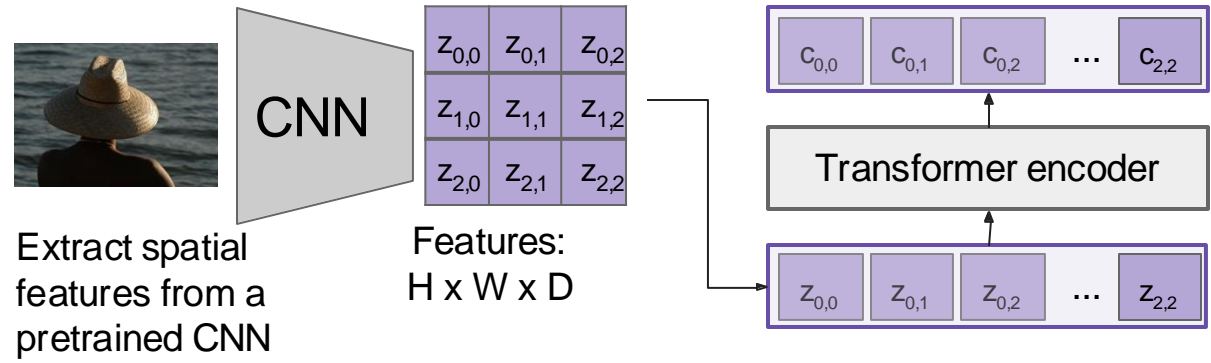 CNN
z0,0 z0,1 z0,2
z1,0 z1,1 z1,2
z2,0 z2,1 z2,2
Extract spatial
features from a
pretrained CNN
Features:
H x W x D
c0,0 c0,1 c0,2 ... c2,2
Transformer encoder
z0,0 z0,1 z0,2 ... z2,2